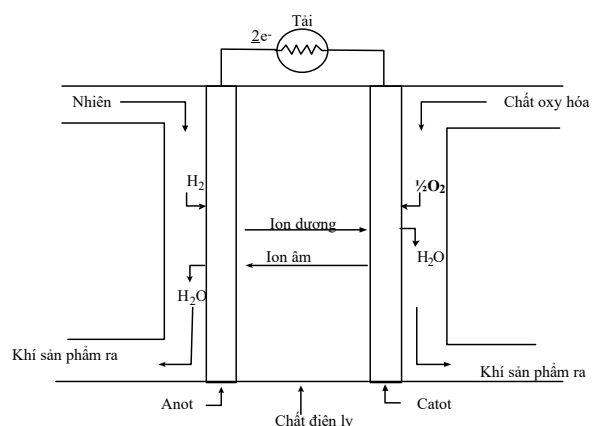 Tải
2e-
Nhiên
Chất oxy hóa
H2
½O2
Ion dương
Ion âm
H2O
H2O
Khí sản phẩm ra
Khí sản phẩm ra
Anot
Catot
Chất điện ly